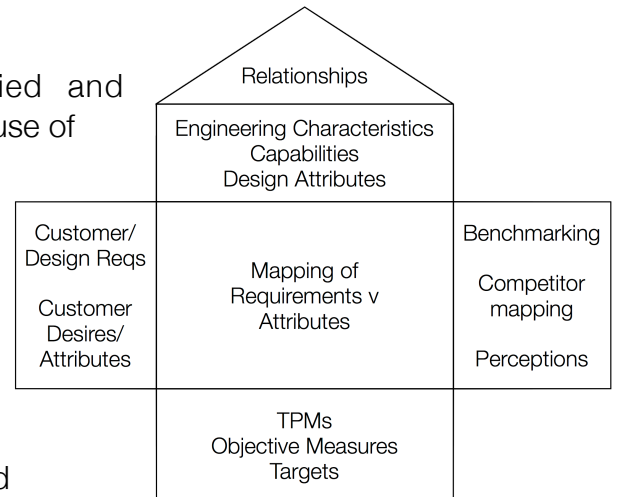 ied and
use of
Relationships
Engineering Characteristics
Capabilities
Design Attributes
Customer/
Design Reqs
Customer
Desires/
Attributes
Mapping of
Requirements v
Attributes
Benchmarking
Competitor
mapping
Perceptions
TPMs
Objective Measures
Targets
d